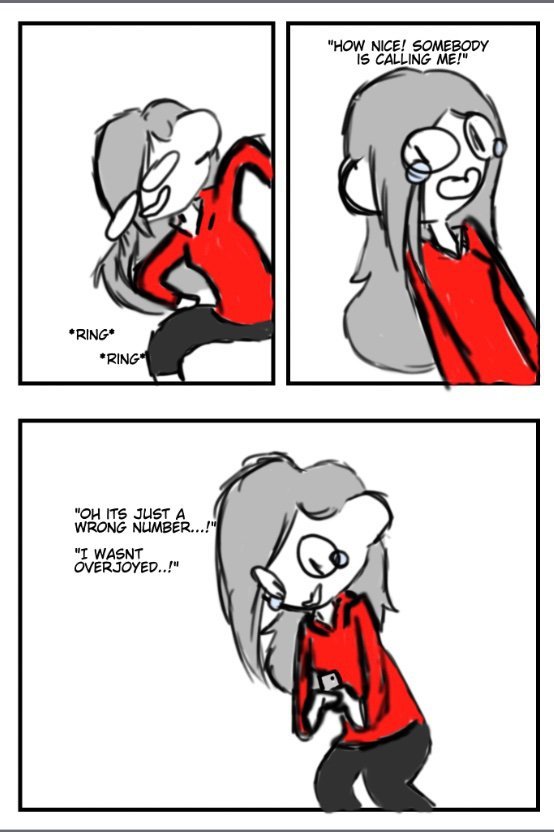 *RING*
*RING*
"HOW NICE! SOMEBODY
IS CALLING ME!"
"OH ITS JUST A
WRONG NUMBER...!"
"I WASNT
OVERJOYED..!"